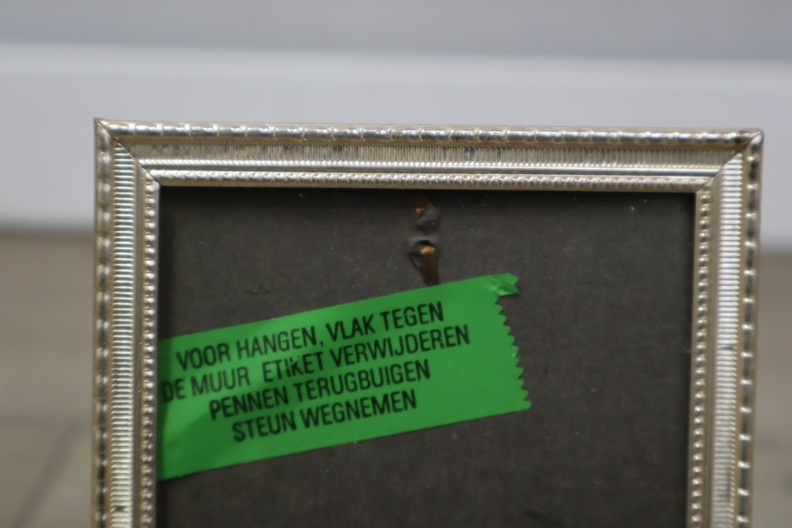 VOOR HANGEN, VLAK TEGEN
DE MUUR ETIKET VERWIJDEREN
PENNEN TERUGBUIGEN
STEUN WEGNEMEN